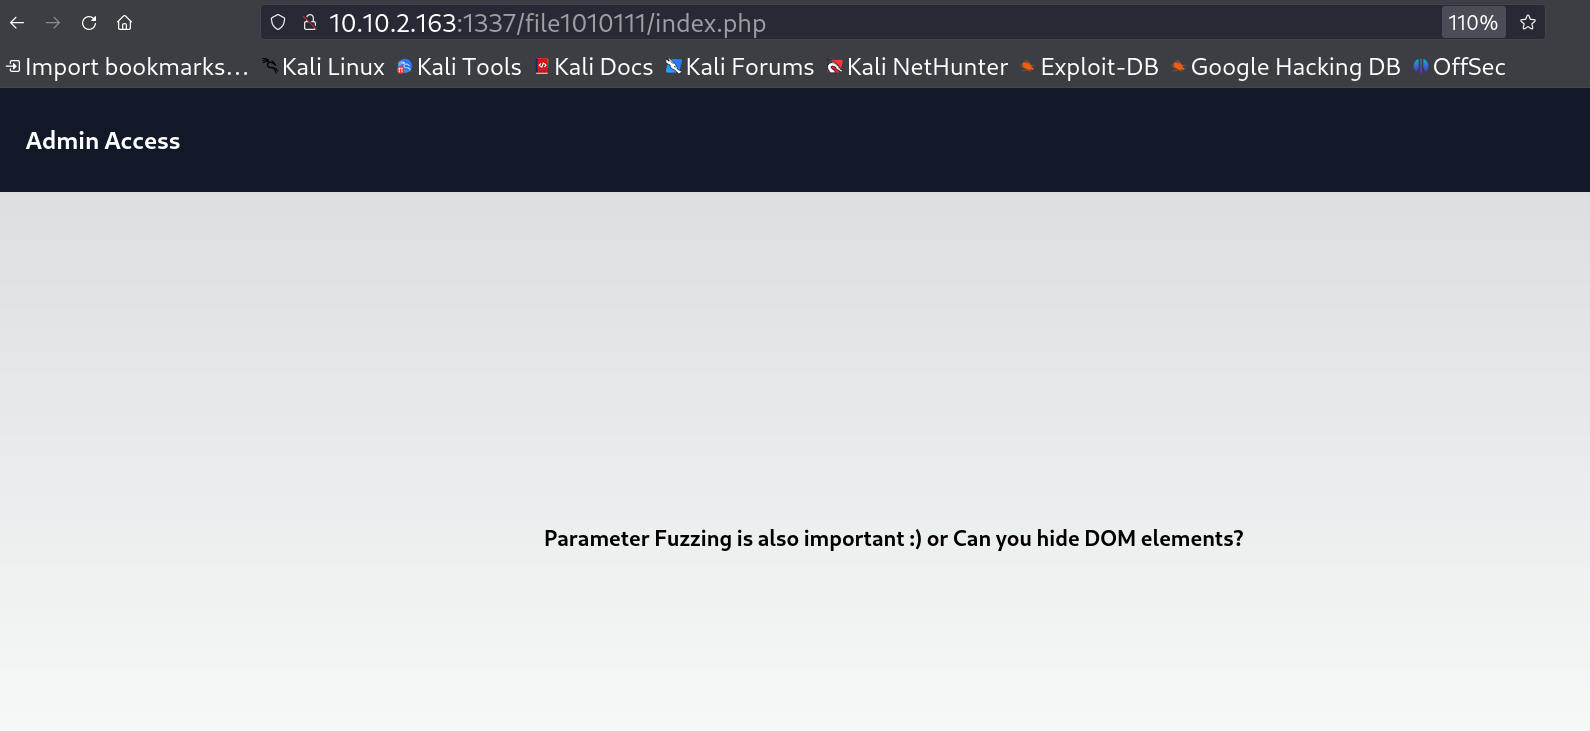 10.10.2.163:1337/file1010111/index.php 110%
Import bookmarks... Kali Linux Kali Tools Kali Docs Kali Forums Kali NetHunter Exploit-DB Google Hacking DB OffSec
Admin Access
Parameter Fuzzing is also important :) or Can you hide DOM elements?